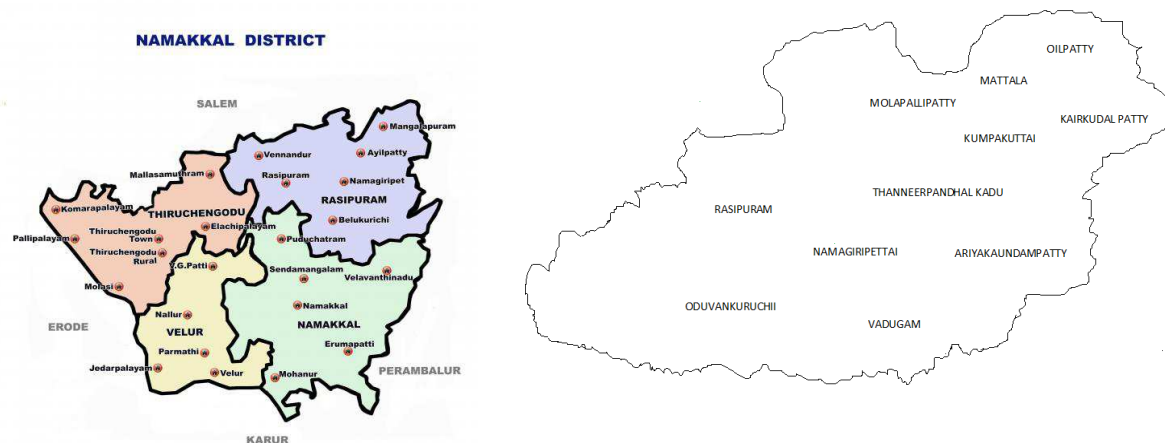 NAMAKKAL DISTRICT
SALEM
Mangalapuram
Vennandur
Ayilpatty
Mallasamuthram
Rasipuram
Namagiripet
RASIPURAM
Komarapalayam
THIRUCHENGODU
Belukurichi
Elachipalayam
Pallipalayam
Thiruchengodu
Town
Puduchatram
Thiruchengodu
Rural
V.G.Patti
Sendamangalam
Velavanthinadu
Molasi
Namakkal
Nallur
ERODE
VELUR
NAMAKKAL
Parmathi
Erumapatti
Jedarpalayam
Velur
Mohanur
PERAMBALUR
KARUR
OILPATTY
MATTALA
MOLAPALLIPATTY
KAIRKUDAL PATTY
KUMPAKUTTAI
THANNEERPANDHAL KADU
RASIPURAM
NAMAGIRIPETTAI
ARIYAKAUNDAMPATTY
ODUVANKURUCHII
VADUGAM